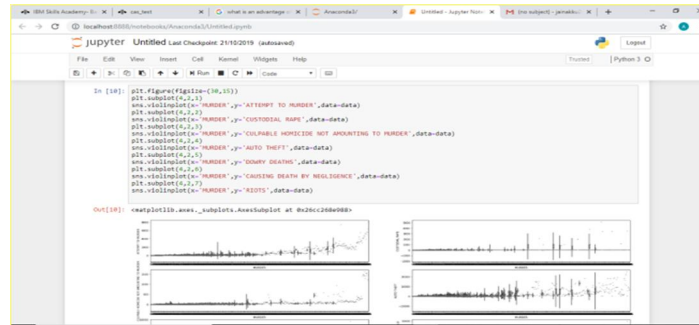 IBM Skills Academy- S
cas_test
what is an advantage
Anaconda3/
Untitled - Jupyter Note
(no subject) - jainakku
localhost:8888/notebooks/Anaconda3/Untitled.ipynb
jupyter Untitled Last Checkpoint: 21/10/2019 (autosaved)
Logout
File Edit View Insert Cell Kernel Widgets Help
Trusted Python 3
Run Code
In [10]: plt.figure(figsize=(30,15))
plt.subplot(4,2,1)
sns.violinplot(x='MURDER',y='ATTEMPT TO MURDER',data=data)
plt.subplot(4,2,2)
sns.violinplot(x='MURDER',y='CUSTODIAL RAPE',data=data)
plt.subplot(4,2,3)
sns.violinplot(x='MURDER',y='CULPABLE HOMICIDE NOT AMOUNTING TO MURDER',data=data)
plt.subplot(4,2,4)
sns.violinplot(x='MURDER',y='AUTO THEFT',data=data)
plt.subplot(4,2,5)
sns.violinplot(x='MURDER',y='DOWRY DEATHS',data=data)
plt.subplot(4,2,6)
sns.violinplot(x='MURDER',y='CAUSING DEATH BY NEGLIGENCE',data=data)
plt.subplot(4,2,7)
sns.violinplot(x='MURDER',y='RIOTS',data=data)
Out[10]: <matplotlib.axes._subplots.AxesSubplot at 0x26cc268e088>